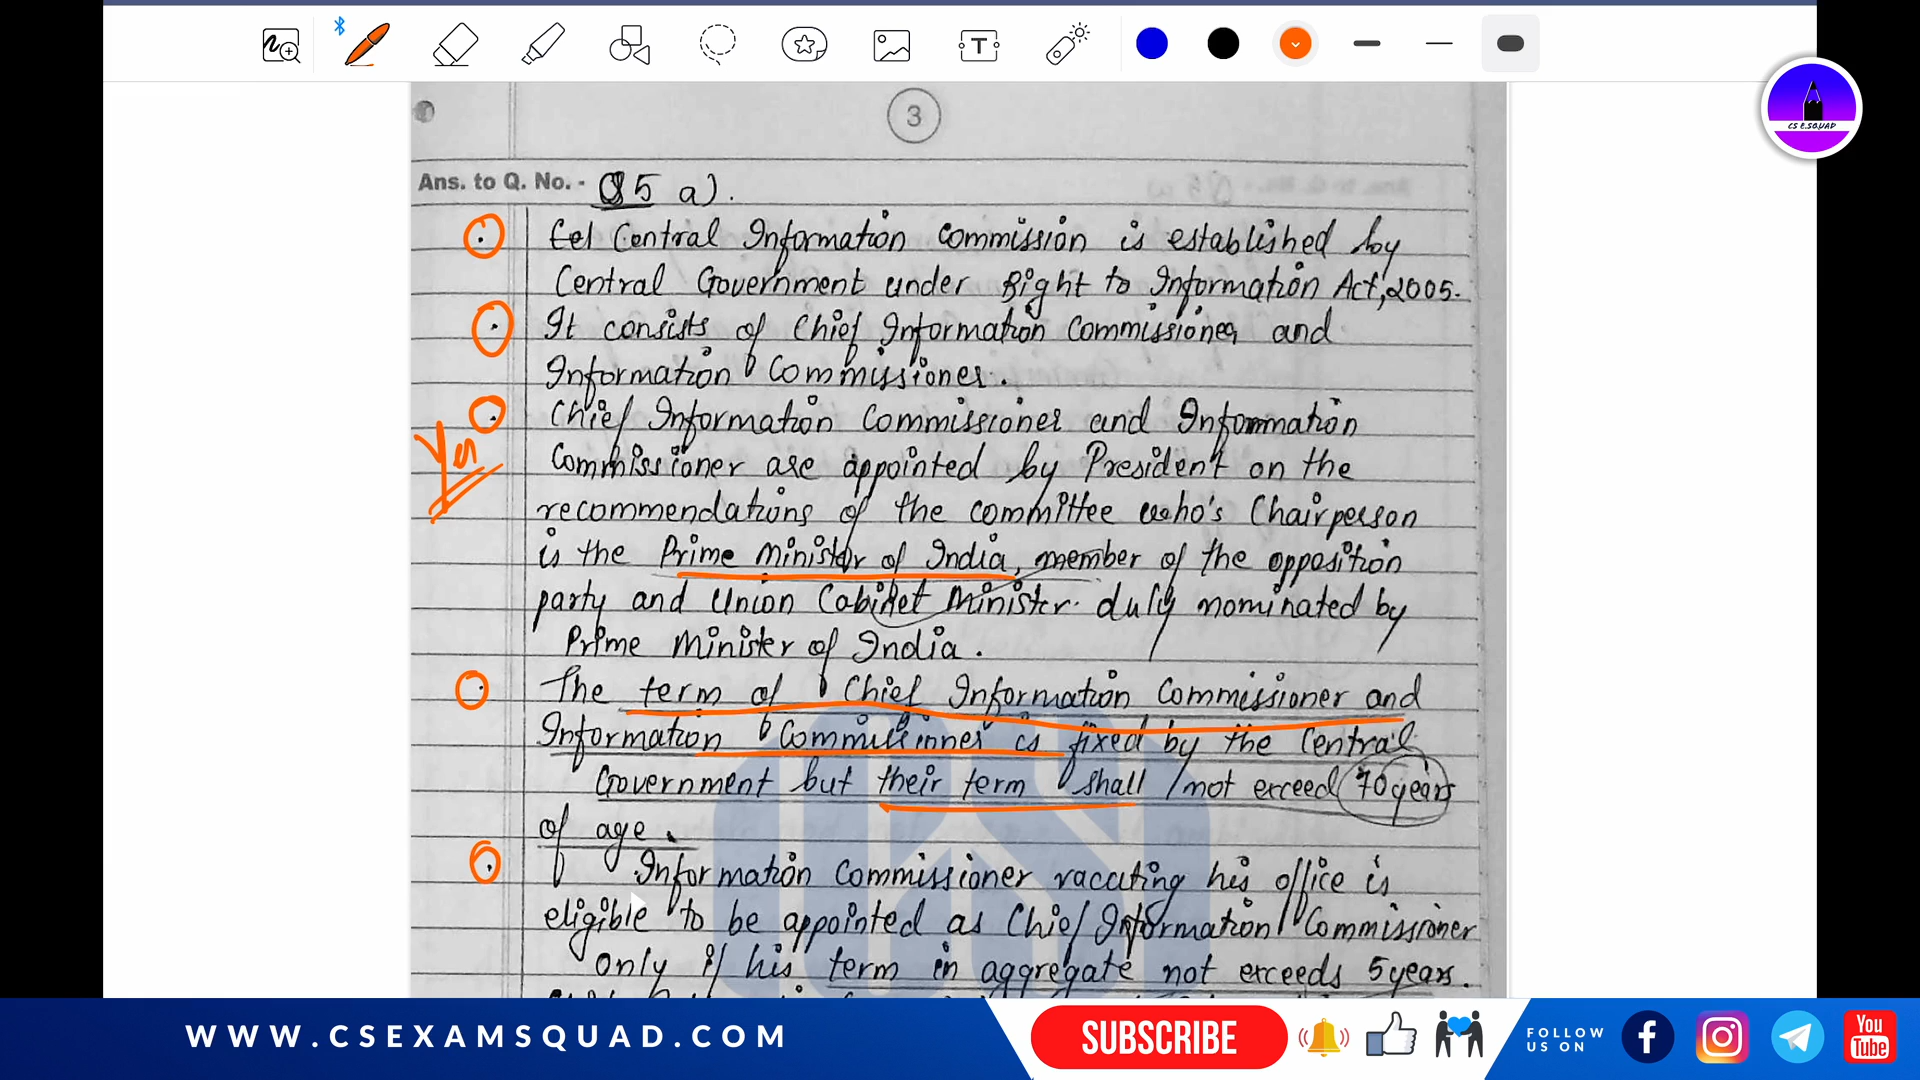 3
Ans. to Q. No. - Q5 a).
Cel Central Information Commission is established by
Central Government under Right to Information Act, 2005.
It consists of Chief Information Commissioner and
Information Commissioner.
Chief Information Commissioner and Information
Yes
Commissioner are appointed by President on the
recommendations of the committee who's Chairperson
is the Prime Minister of India, member of the opposition
party and Union Cabinet Minister duly nominated by
Prime Minister of India.
The term of Chief Information Commissioner and
Information Commissioner is fixed by the Central
Government but their term shall not exceed 70 years
of age.
Information Commissioner vaccating his office is
eligible to be appointed as Chief Information Commissioner
only if his term in aggregate not exceeds 5 years.
CS E.SQUAD
WWW.CSEXAMSQUAD.COM
SUBSCRIBE
FOLLOW
US ON
You
Tube